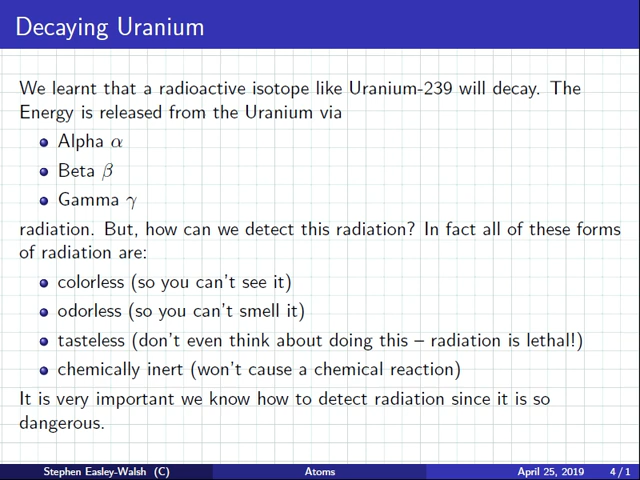 Decaying Uranium
We learnt that a radioactive isotope like Uranium-239 will decay. The
Energy is released from the Uranium via
Alpha α
Beta β
Gamma γ
radiation. But, how can we detect this radiation? In fact all of these forms
of radiation are:
colorless (so you can't see it)
odorless (so you can't smell it)
tasteless (don't even think about doing this – radiation is lethal!)
chemically inert (won't cause a chemical reaction)
It is very important we know how to detect radiation since it is so
dangerous.
Stephen Easley-Walsh (C) Atoms April 25, 2019 4 / 1